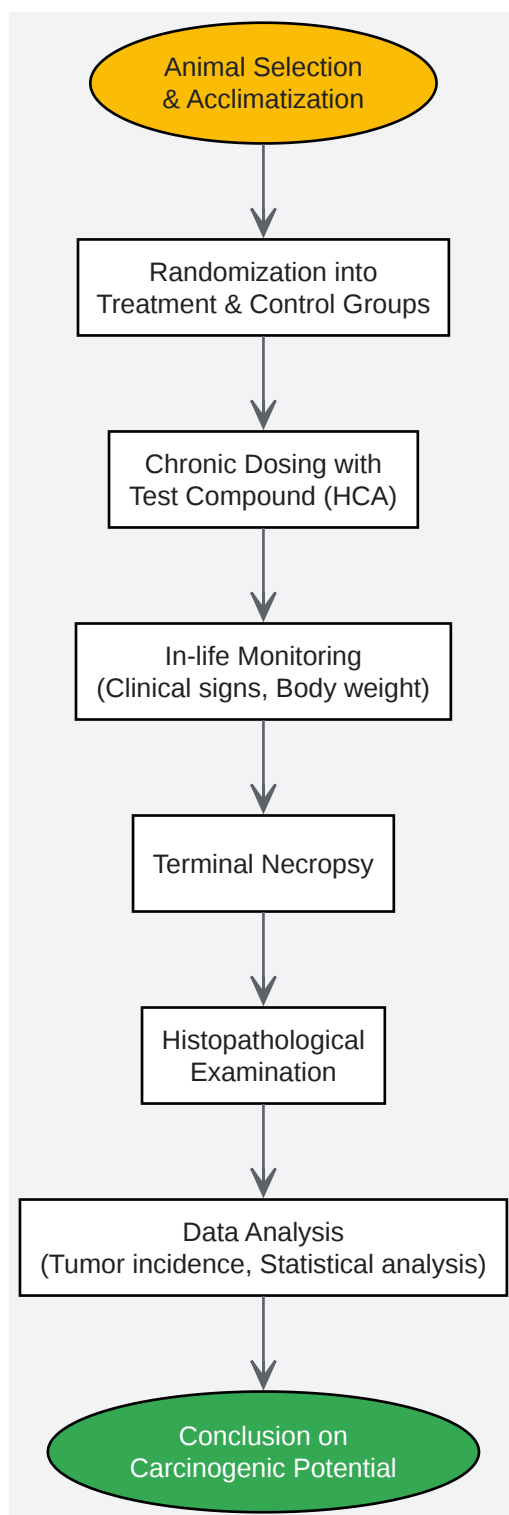 Animal Selection
& Acclimatization
Randomization into
Treatment & Control Groups
Chronic Dosing with
Test Compound (HCA)
In-life Monitoring
(Clinical signs, Body weight)
Terminal Necropsy
Histopathological
Examination
Data Analysis
(Tumor incidence, Statistical analysis)
Conclusion on
Carcinogenic Potential